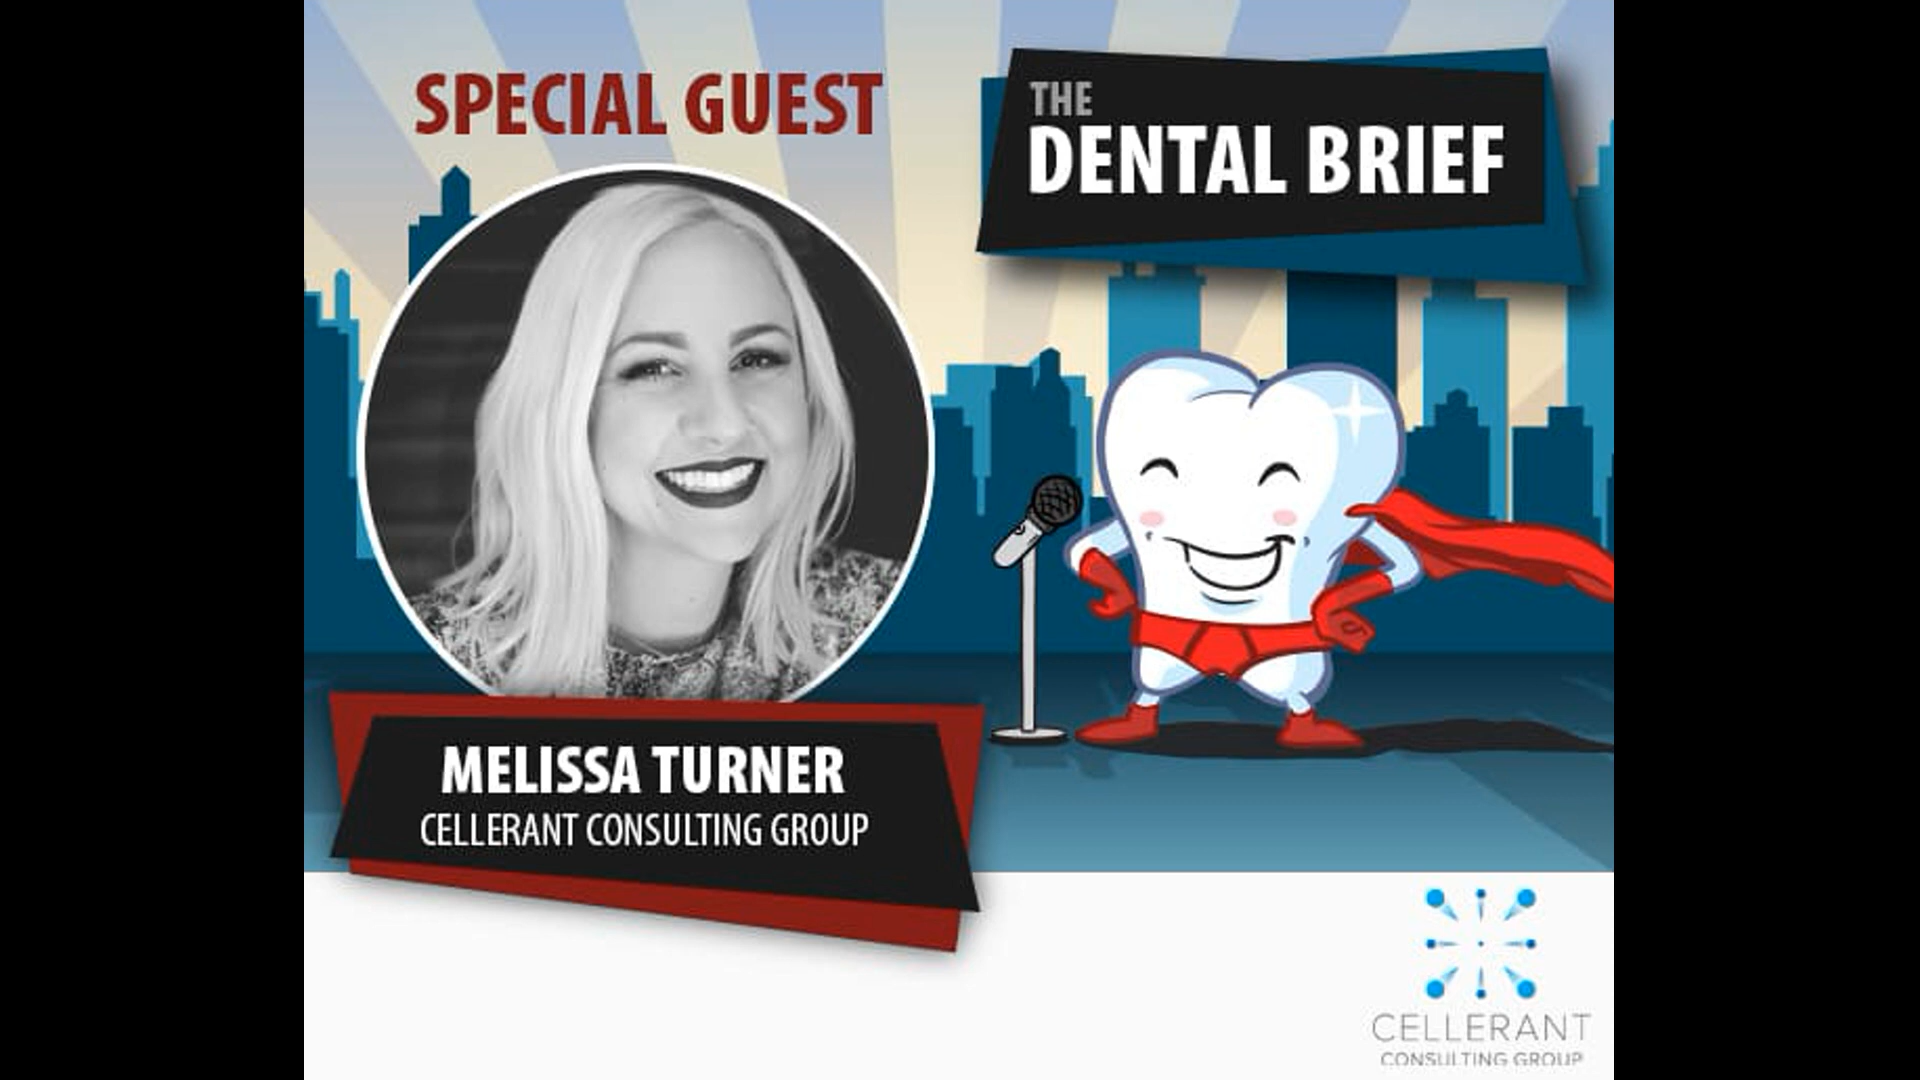 SPECIAL GUEST
THE
DENTAL BRIEF
MELISSA TURNER
CELLERANT CONSULTING GROUP
CELLERANT
CONSULTING GROUP